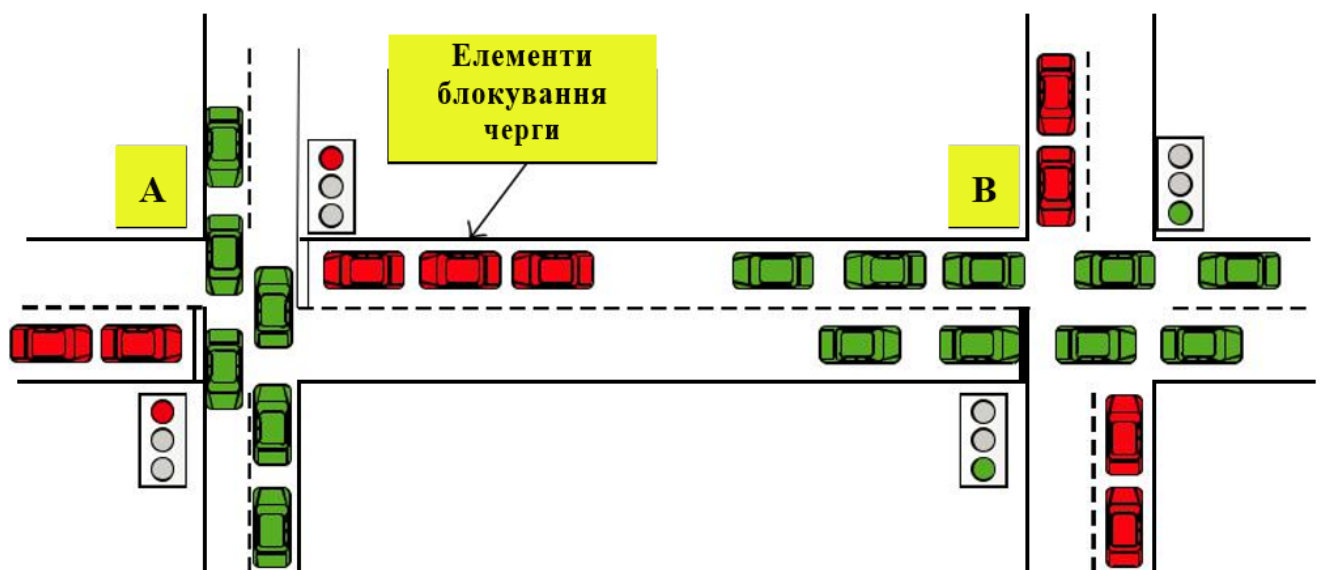 Елементи
блокування
черги
A
B